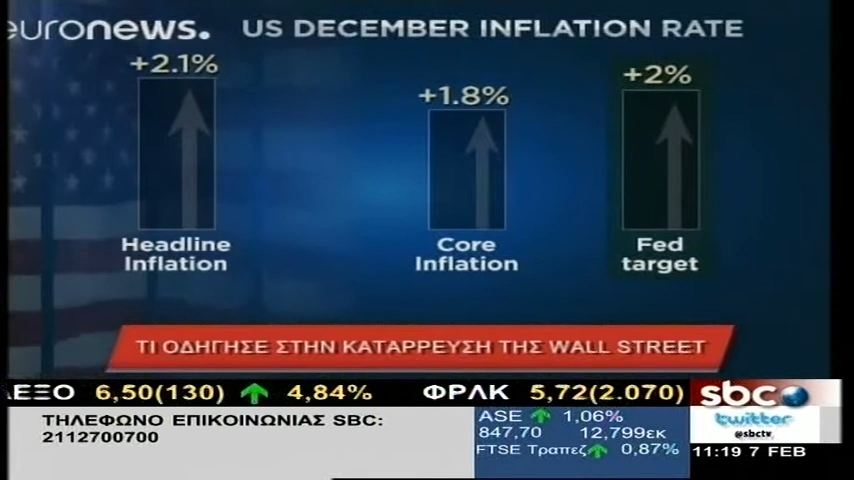 euronews.
US DECEMBER INFLATION RATE
+2.1%
+1.8%
+2%
Headline
Inflation
Core
Inflation
Fed
target
ΤΙ ΟΔΗΓΗΣΕ ΣΤΗΝ ΚΑΤΑΡΡΕΥΣΗ ΤΗΣ WALL STREET
ΛΕΞΟ 6,50(130) 4,84% ΦΡΛΚ 5,72(2.070)
sbc
twitter
@sbctv
ΤΗΛΕΦΩΝΟ ΕΠΙΚΟΙΝΩΝΙΑΣ SBC:
2112700700
ASE 1,06%
847,70 12,799εκ
FTSE Τραπεζ 0,87%
11:19 7 FEB